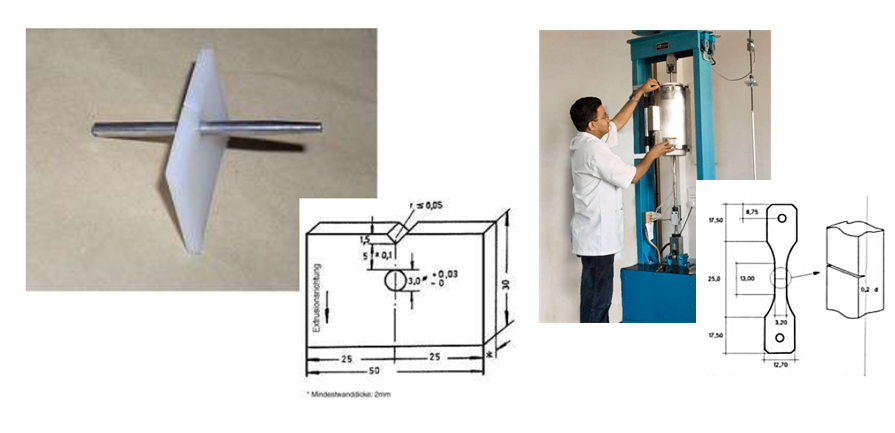 r ≤ 0,05
1,5
5 ± 0,1
3,0 ø + 0,03
- 0
Extrusionsrichtung
30
25
25
*
50
* Mindestwanddicke: 2mm
17,50
6,75
25,0
13,00
0,2 · d
3,20
17,50
12,70